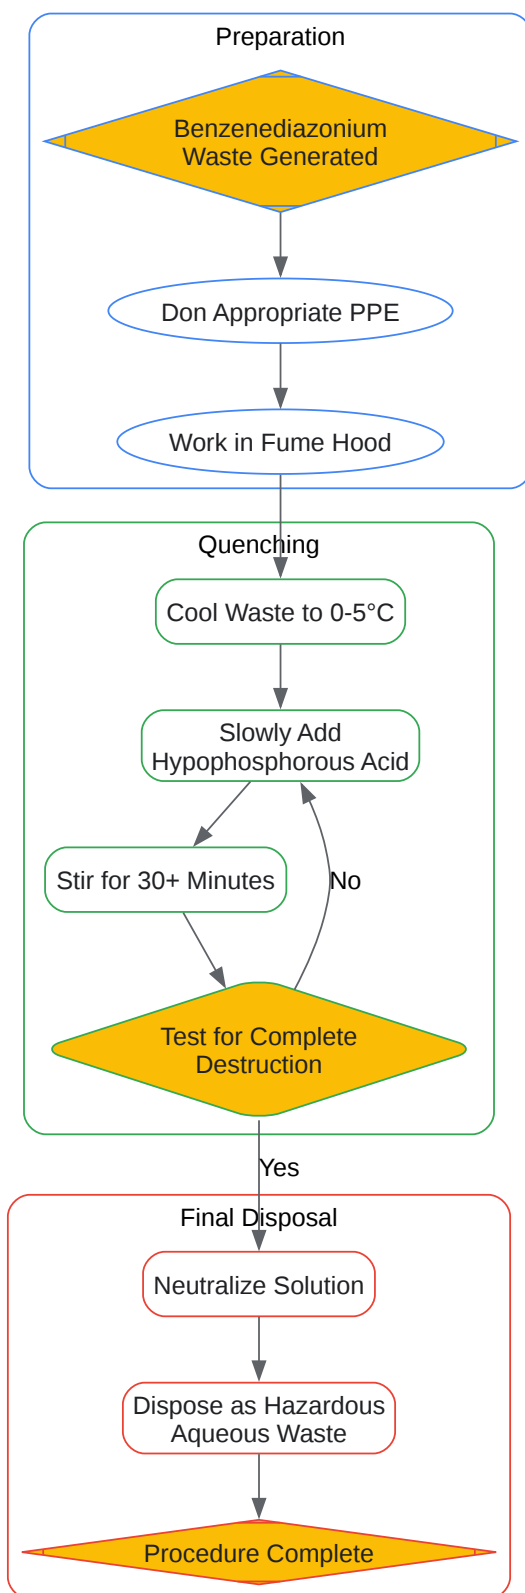 Preparation
Benzenediazonium
Waste Generated
Don Appropriate PPE
Work in Fume Hood
Quenching
Cool Waste to 0-5°C
Slowly Add
Hypophosphorous Acid
Stir for 30+ Minutes
No
Test for Complete
Destruction
Yes
Final Disposal
Neutralize Solution
Dispose as Hazardous
Aqueous Waste
Procedure Complete